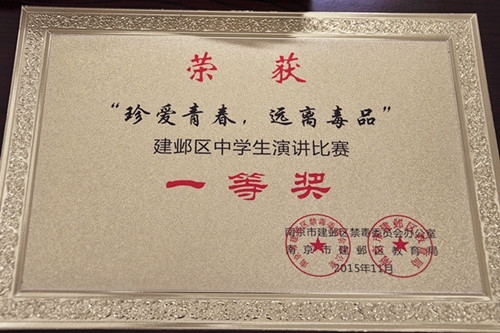 荣获
“珍爱青春，远离毒品”
建邺区中学生演讲比赛
一等奖
南京市建邺区禁毒委员会办公室
南京市建邺区教育局
2015年11月